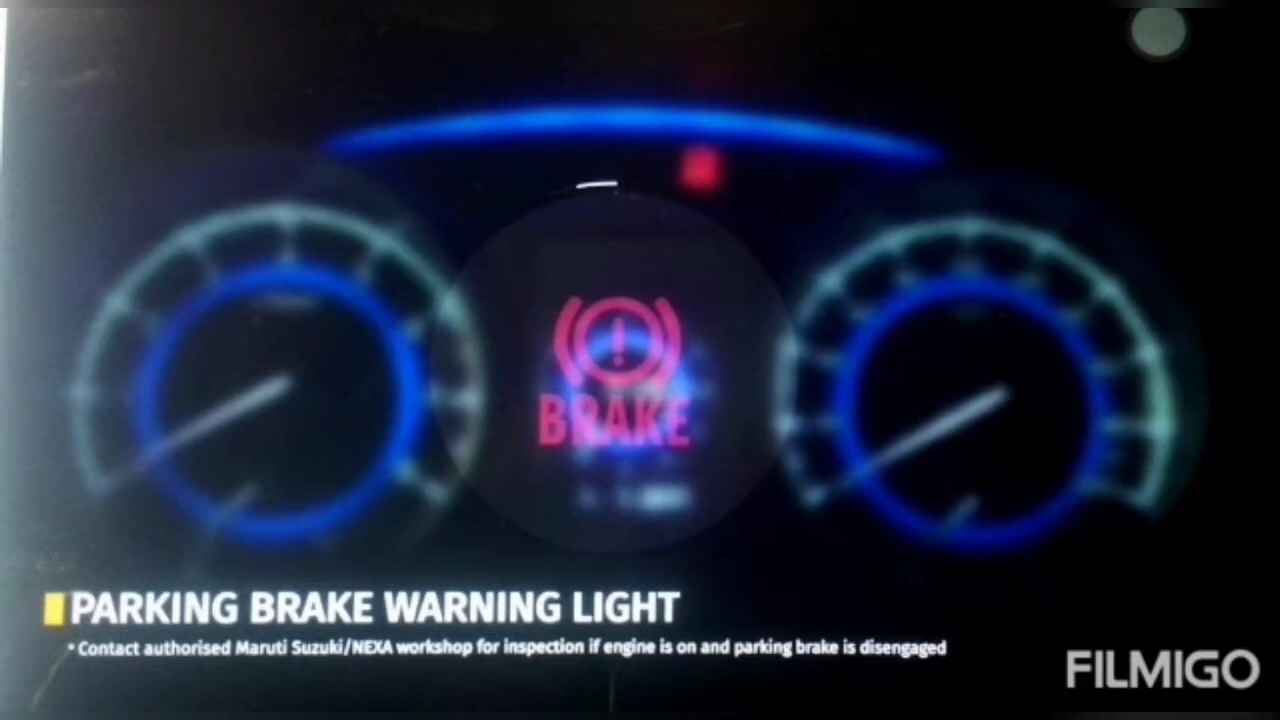 BRAKE
PARKING BRAKE WARNING LIGHT
* Contact authorised Maruti Suzuki/NEXA workshop for inspection if engine is on and parking brake is disengaged
FILMIGO